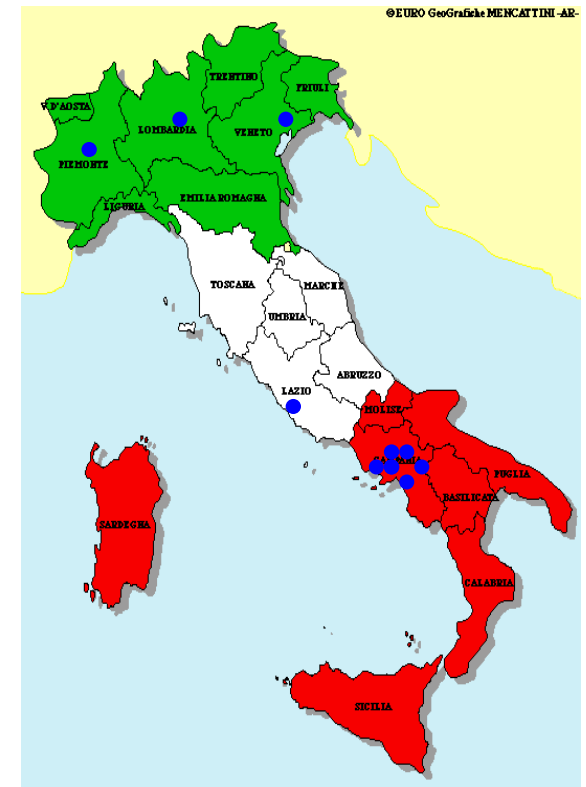 ©EURO GeoGrafiche MENCATTINI -AR-
TRENTINO
FRIULI
V.D'AOSTA
LOMBARDIA
VENETO
PIEMONTE
EMILIA ROMAGNA
LIGURIA
TOSCANA
MARCHE
UMBRIA
ABRUZZO
LAZIO
MOLISE
CAMPANIA
PUGLIA
BASILICATA
SARDEGNA
CALABRIA
SICILIA